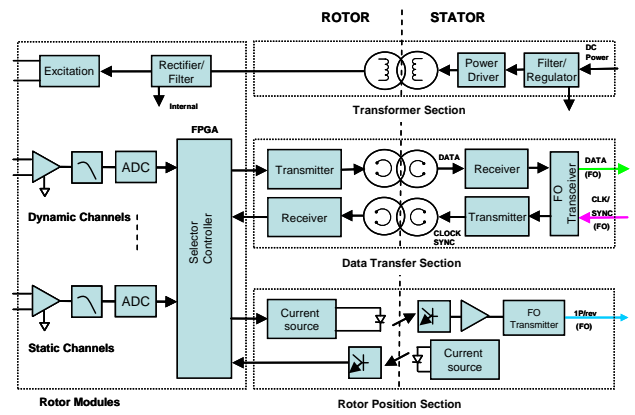 ROTOR STATOR
Excitation
Rectifier/
Filter
Internal
Power
Driver
Filter/
Regulator
DC
Power
Transformer Section
FPGA
ADC
Dynamic Channels
ADC
Static Channels
Selector
Controller
Rotor Modules
Transmitter
DATA
Receiver
FO
Transceiver
DATA
(FO)
Receiver
CLOCK
SYNC
Transmitter
CLK/
SYNC
(FO)
Data Transfer Section
Current
source
FO
Transmitter
1P/rev
(FO)
Current
source
Rotor Position Section